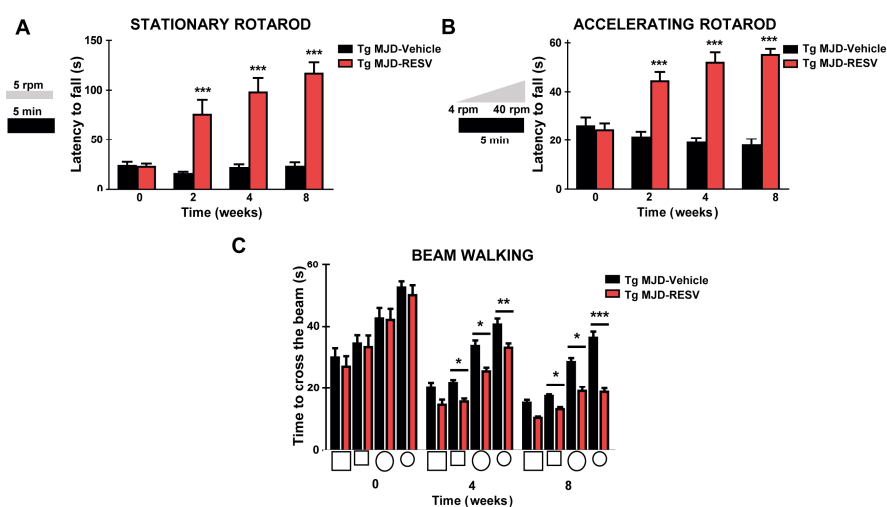 A
STATIONARY ROTAROD
Tg MJD-Vehicle
Tg MJD-RESV
5 rpm
5 min
Latency to fall (s)
150
100
50
0
***
***
***
0 2 4 8
Time (weeks)
B
ACCELERATING ROTAROD
Tg MJD-Vehicle
Tg MJD-RESV
4 rpm 40 rpm
5 min
Latency to fall (s)
60
40
20
0
***
***
***
0 2 4 8
Time (weeks)
C
BEAM WALKING
Tg MJD-Vehicle
Tg MJD-RESV
Time to cross the beam (s)
60
40
20
0
*
*
**
*
*
***
0 4 8
Time (weeks)